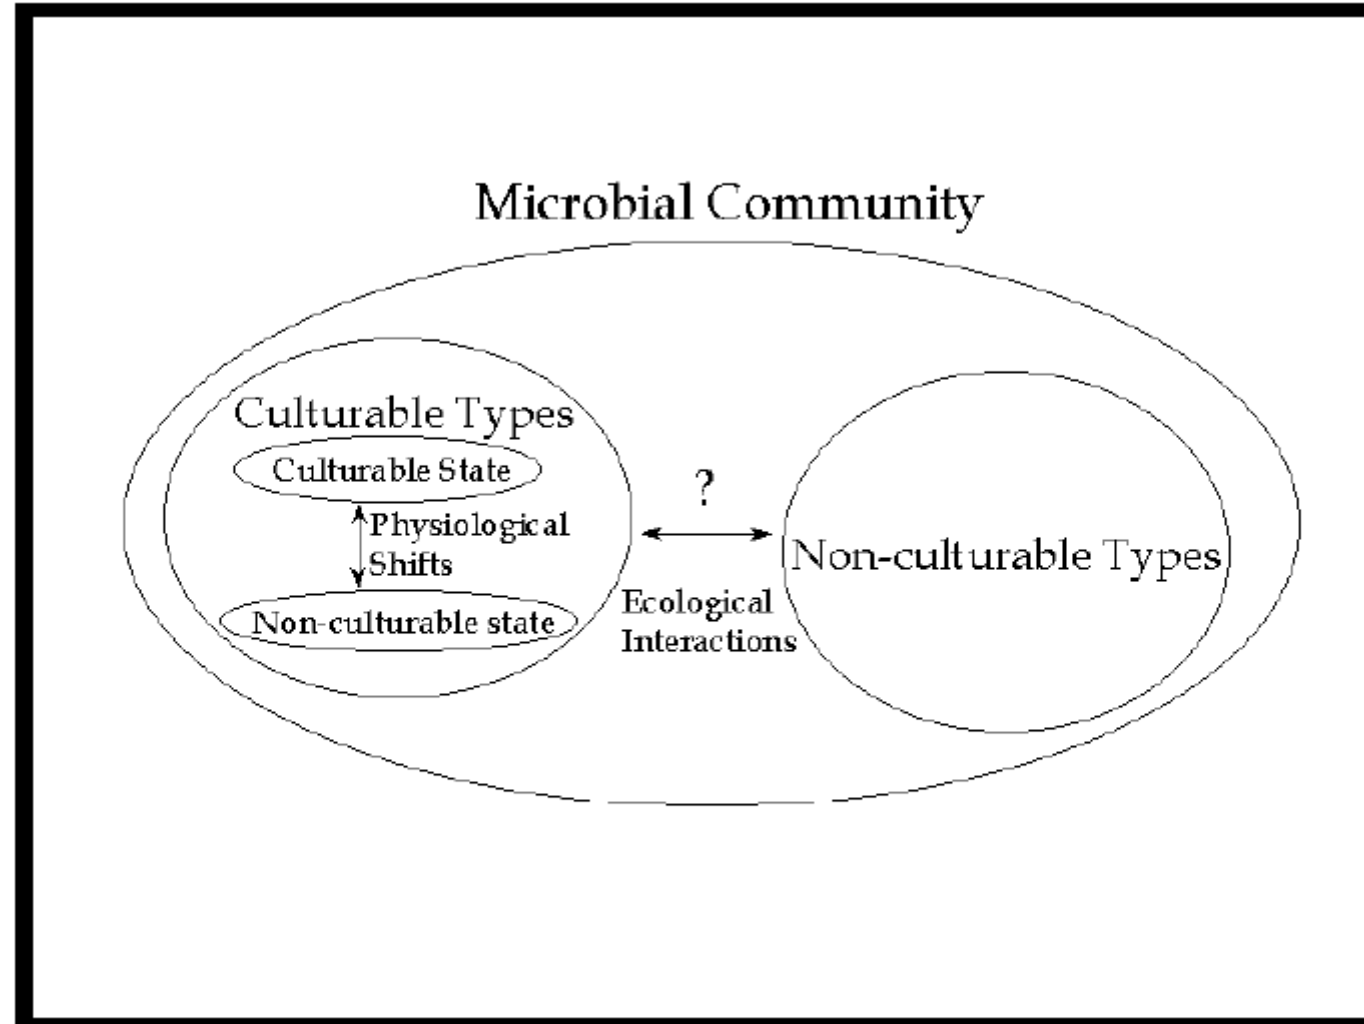 Microbial Community
Culturable Types
Culturable State
Physiological
Shifts
Non-culturable state
?
Ecological
Interactions
Non-culturable Types